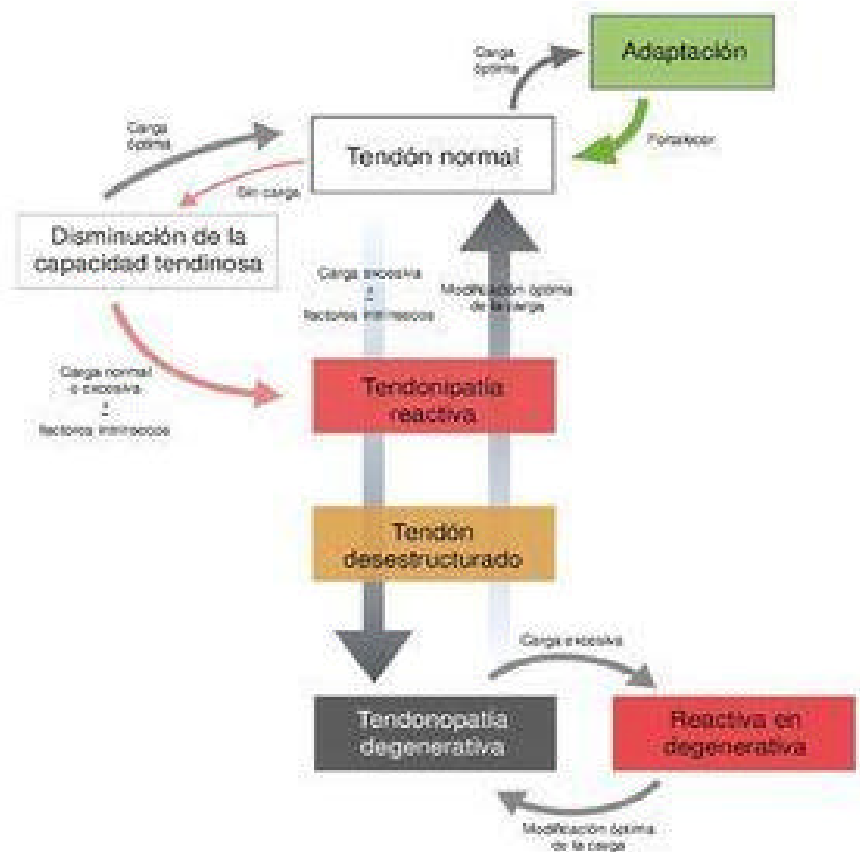 Carga
óptima
Adaptación
Fortalecer
Carga
óptima
Tendón normal
Sin carga
Disminución de la
capacidad tendinosa
Carga excesiva
±
factores intrínsecos
Modificación óptima
de la carga
Carga normal
o excesiva
±
factores intrínsecos
Tendonipatía
reactiva
Tendón
desestructurado
Carga excesiva
Tendonopatía
degenerativa
Reactiva en
degenerativa
Modificación óptima
de la carga